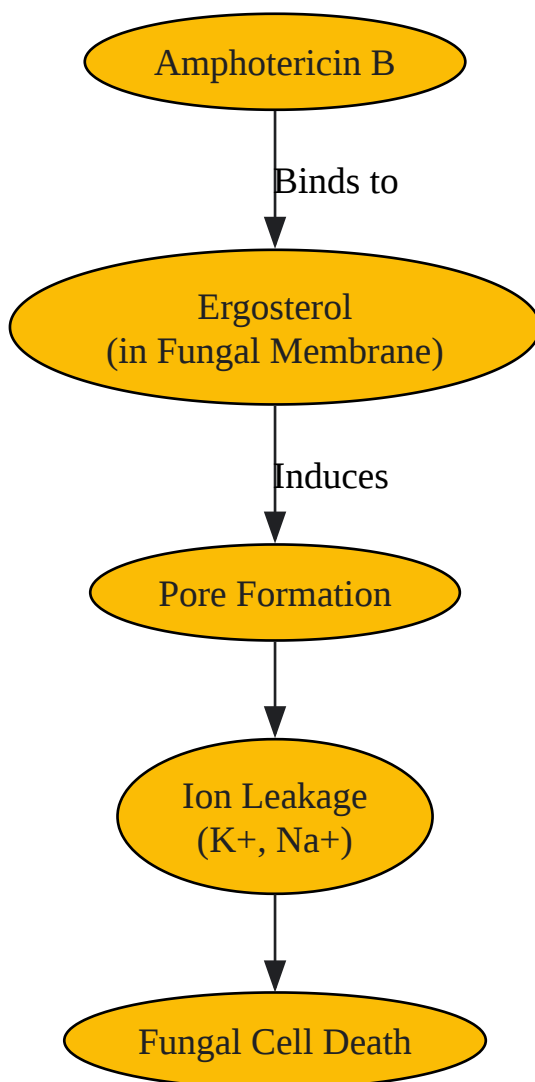 Amphotericin B
Binds to
Ergosterol
(in Fungal Membrane)
Induces
Pore Formation
Ion Leakage
(K+, Na+)
Fungal Cell Death